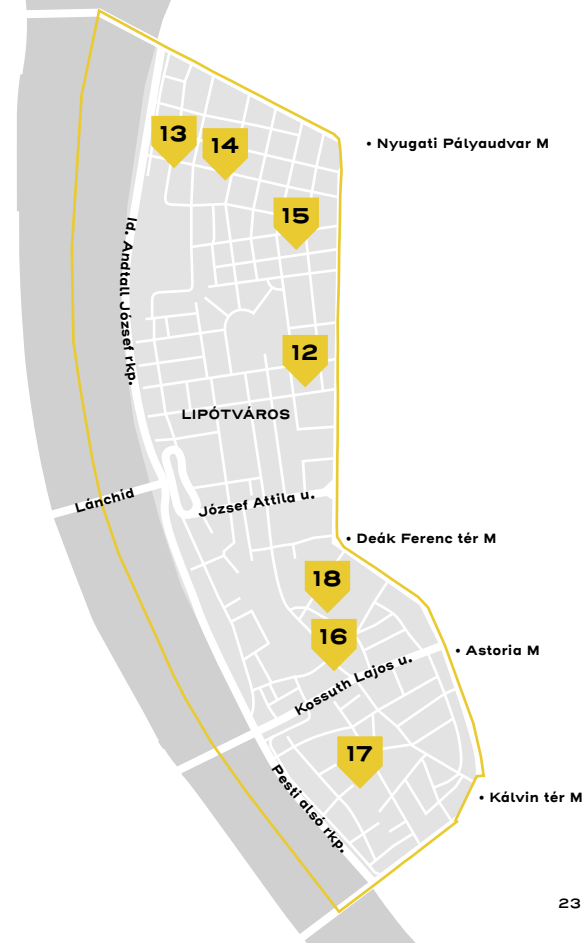 13
14
• Nyugati Pályaudvar M
15
Id. Andtall József rkp.
12
LIPÓTVÁROS
Lánchíd
József Attila u.
• Deák Ferenc tér M
18
16
• Astoria M
Kossuth Lajos u.
17
Pesti alsó rkp.
• Kálvin tér M
23